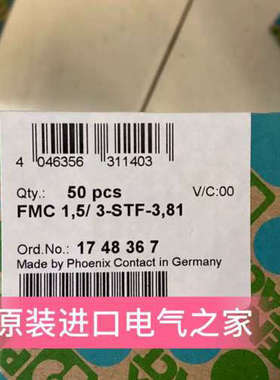 4 046356 311403
Qty.: 50 pcs V/C:00
FMC 1,5/ 3-STF-3,81
Ord.No.: 17 48 36 7
Made by Phoenix Contact in Germany
原装进口电气之家